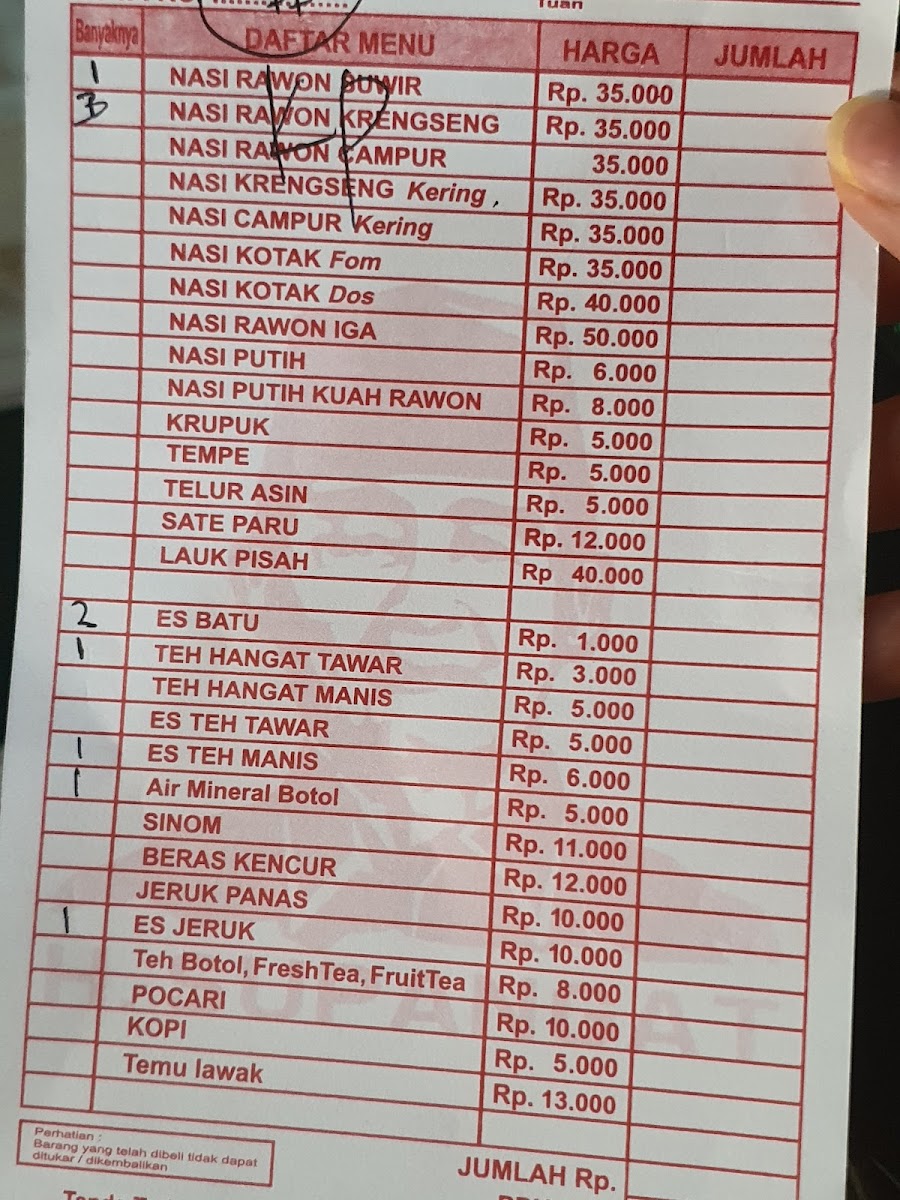 Tuan
Banyaknya DAFTAR MENU HARGA JUMLAH
1 NASI RAWON SUWIR Rp. 35.000
3 NASI RAWON KRENGSENG Rp. 35.000
NASI RAWON CAMPUR 35.000
NASI KRENGSENG Kering Rp. 35.000
NASI CAMPUR Kering Rp. 35.000
NASI KOTAK Fom Rp. 35.000
NASI KOTAK Dos Rp. 40.000
NASI RAWON IGA Rp. 50.000
NASI PUTIH Rp. 6.000
NASI PUTIH KUAH RAWON Rp. 8.000
KRUPUK Rp. 5.000
TEMPE Rp. 5.000
TELUR ASIN Rp. 5.000
SATE PARU Rp. 12.000
LAUK PISAH Rp 40.000
2 ES BATU Rp. 1.000
1 TEH HANGAT TAWAR Rp. 3.000
TEH HANGAT MANIS Rp. 5.000
ES TEH TAWAR Rp. 5.000
1 ES TEH MANIS Rp. 6.000
1 Air Mineral Botol Rp. 5.000
SINOM Rp. 11.000
BERAS KENCUR Rp. 12.000
JERUK PANAS Rp. 10.000
1 ES JERUK Rp. 10.000
Teh Botol, FreshTea, FruitTea Rp. 8.000
POCARI Rp. 10.000
KOPI Rp. 5.000
Temu lawak Rp. 13.000
Perhatian :
Barang yang telah dibeli tidak dapat
ditukar / dikembalikan
JUMLAH Rp.